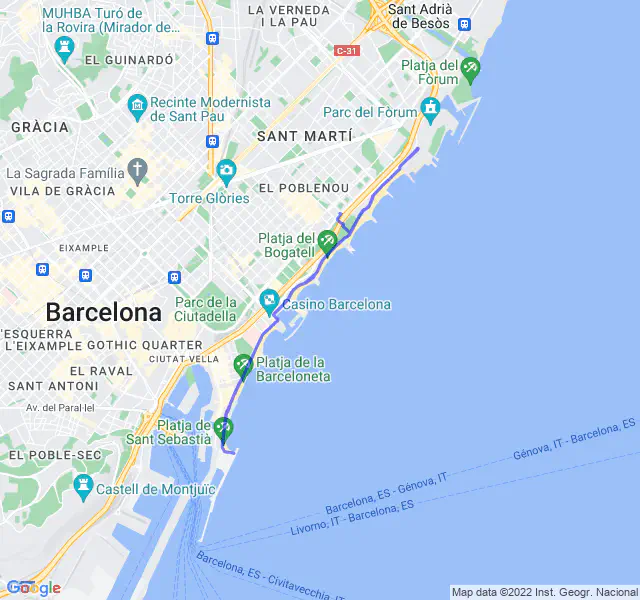 MUHBA Turó de
la Rovira (Mirador de...
LA VERNEDA
I LA PAU
Sant Adrià
de Besòs
C-31
EL GUINARDÓ
Platja del
Fòrum
Recinte Modernista
de Sant Pau
Parc del Fòrum
GRÀCIA
SANT MARTÍ
La Sagrada Família
VILA DE GRÀCIA
Torre Glòries
EL POBLENOU
EIXAMPLE
Platja del
Bogatell
Barcelona
Parc de la
Ciutadella
Casino Barcelona
L'ESQUERRA
L'EIXAMPLE
GOTHIC QUARTER
CIUTAT VELLA
EL RAVAL
Platja de la
Barceloneta
SANT ANTONI
Av. del Paral·lel
Platja de
Sant Sebastià
EL POBLE-SEC
Gènova, IT - Barcelona, ES
Castell de Montjuïc
Barcelona, ES - Gènova, IT
Livorno, IT - Barcelona, ES
Barcelona, ES - Civitavecchia, IT
Google
Map data ©2022 Inst. Geogr. Nacional